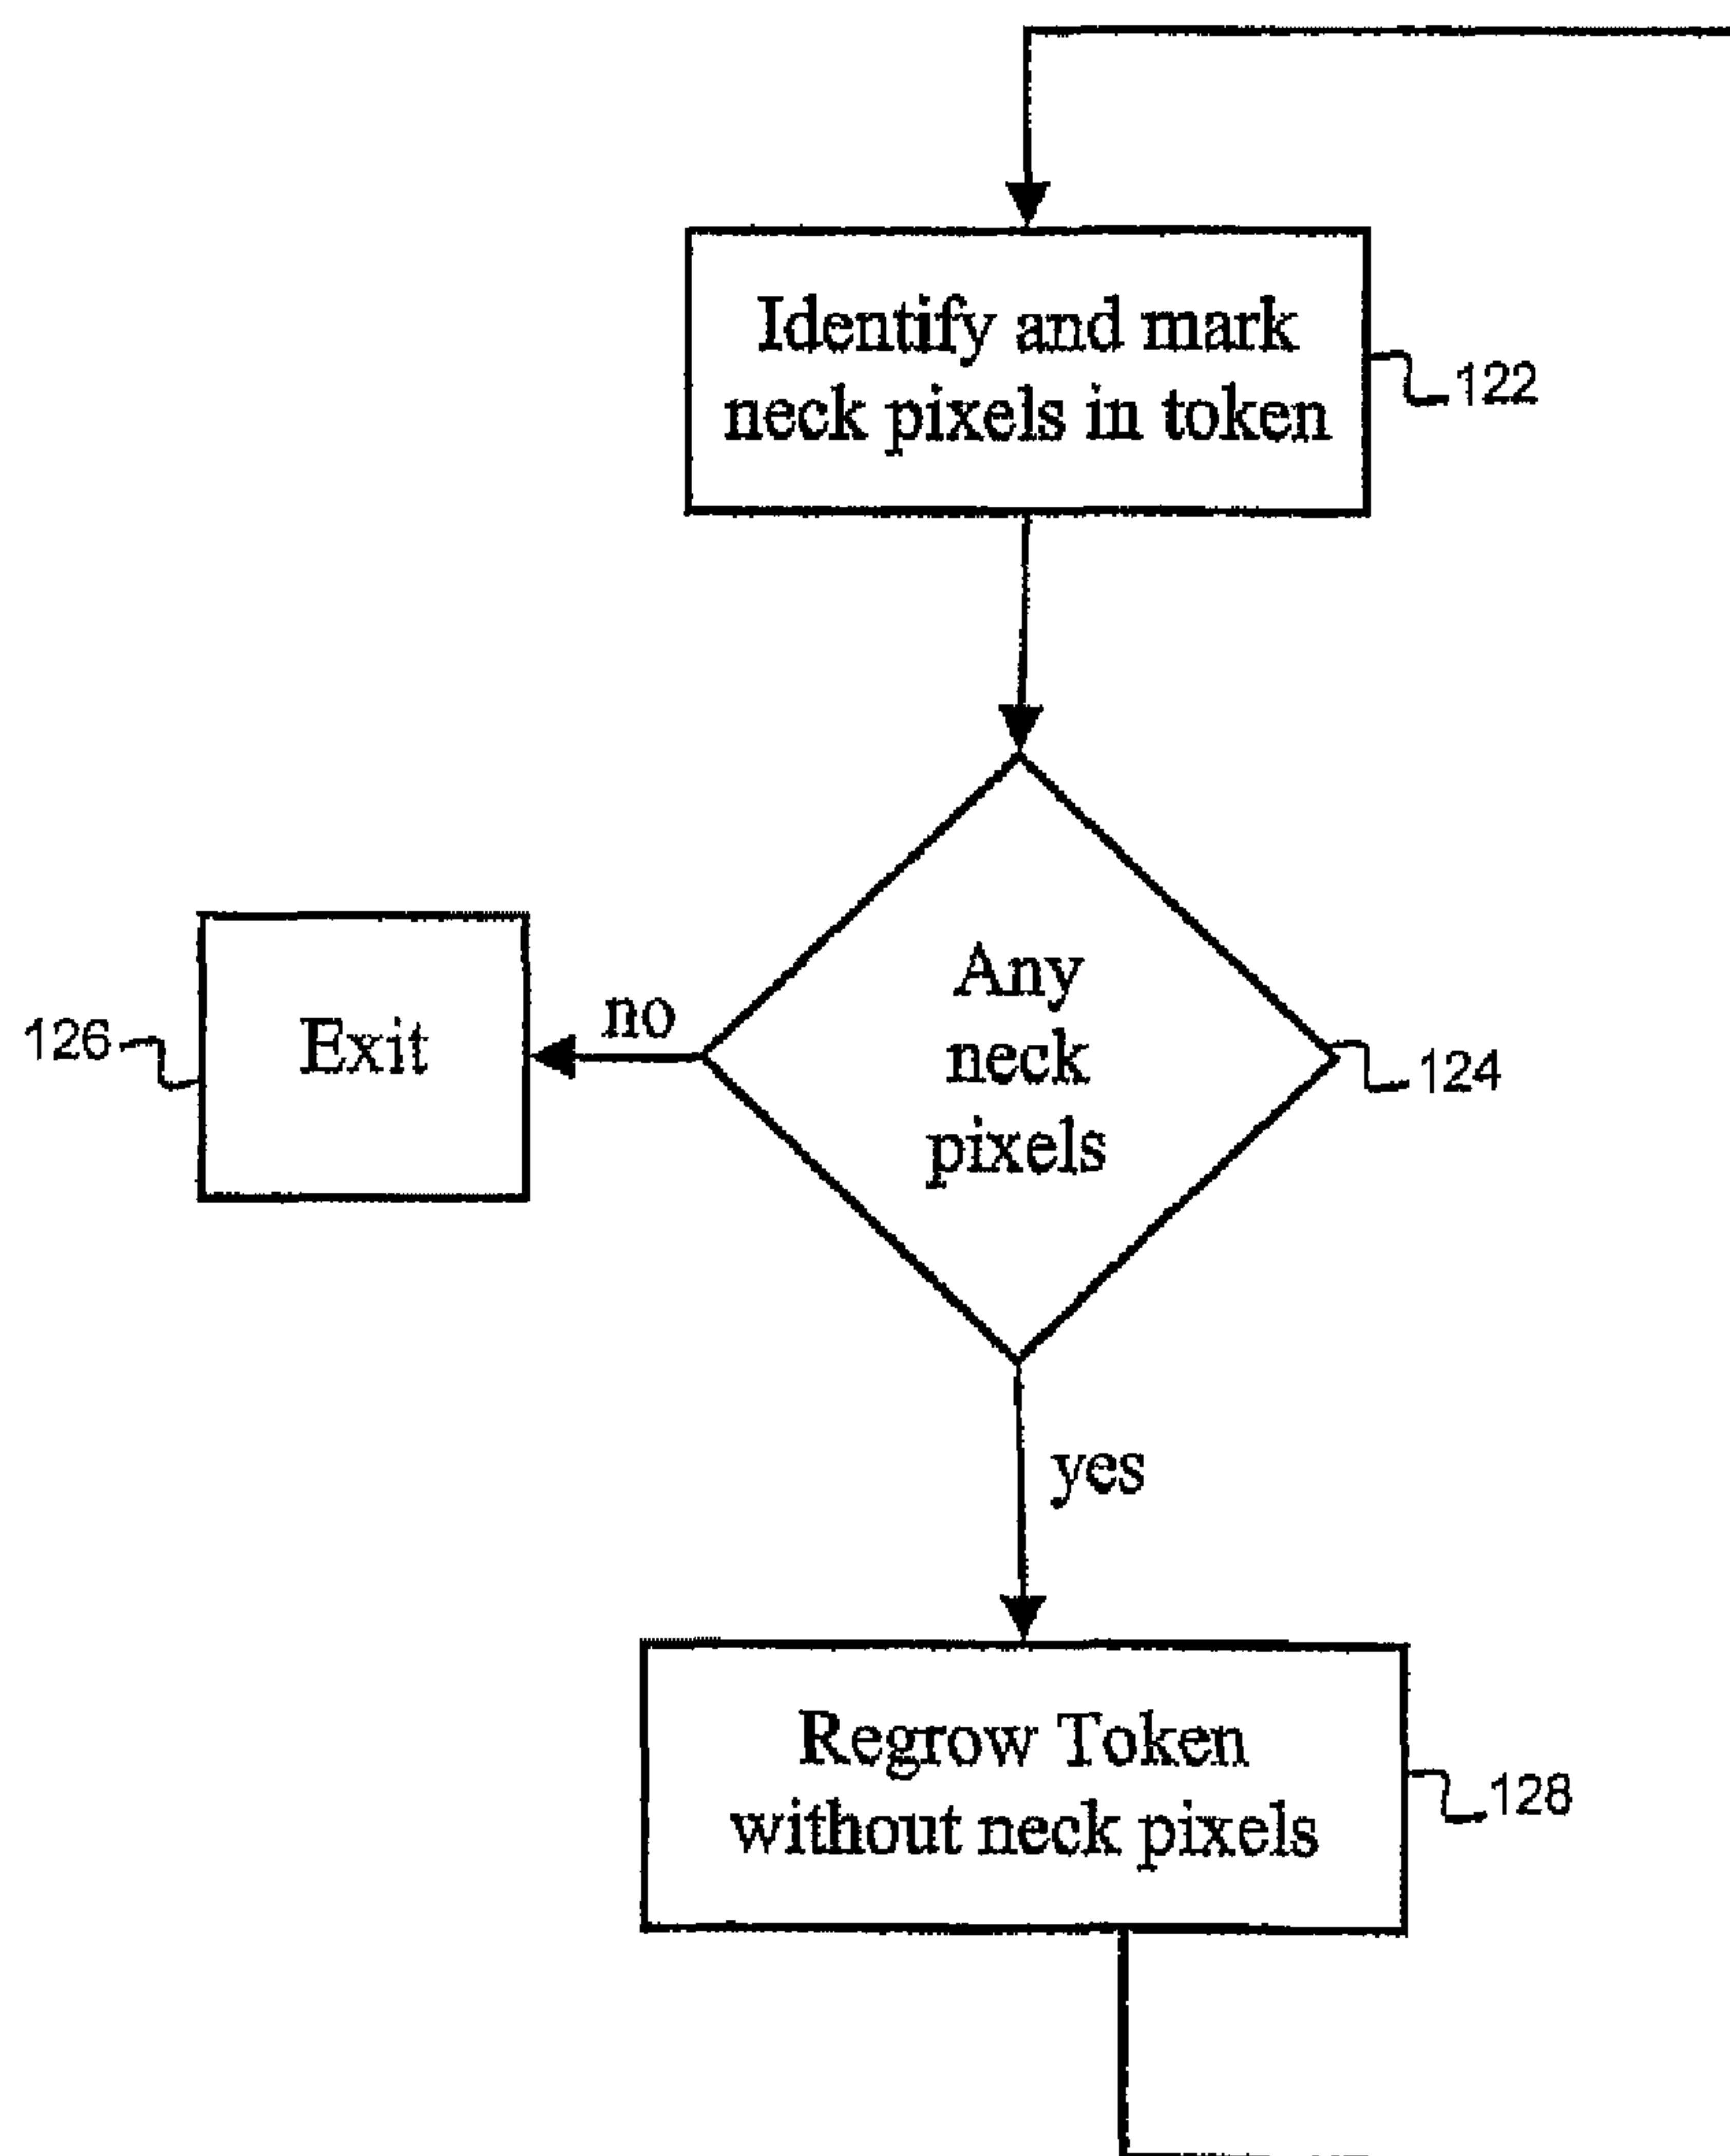 Identify and mark
neck pixels in token
122
Any
neck
pixels
124
no
Exit
126
yes
Regrow Token
without neck pixels
128